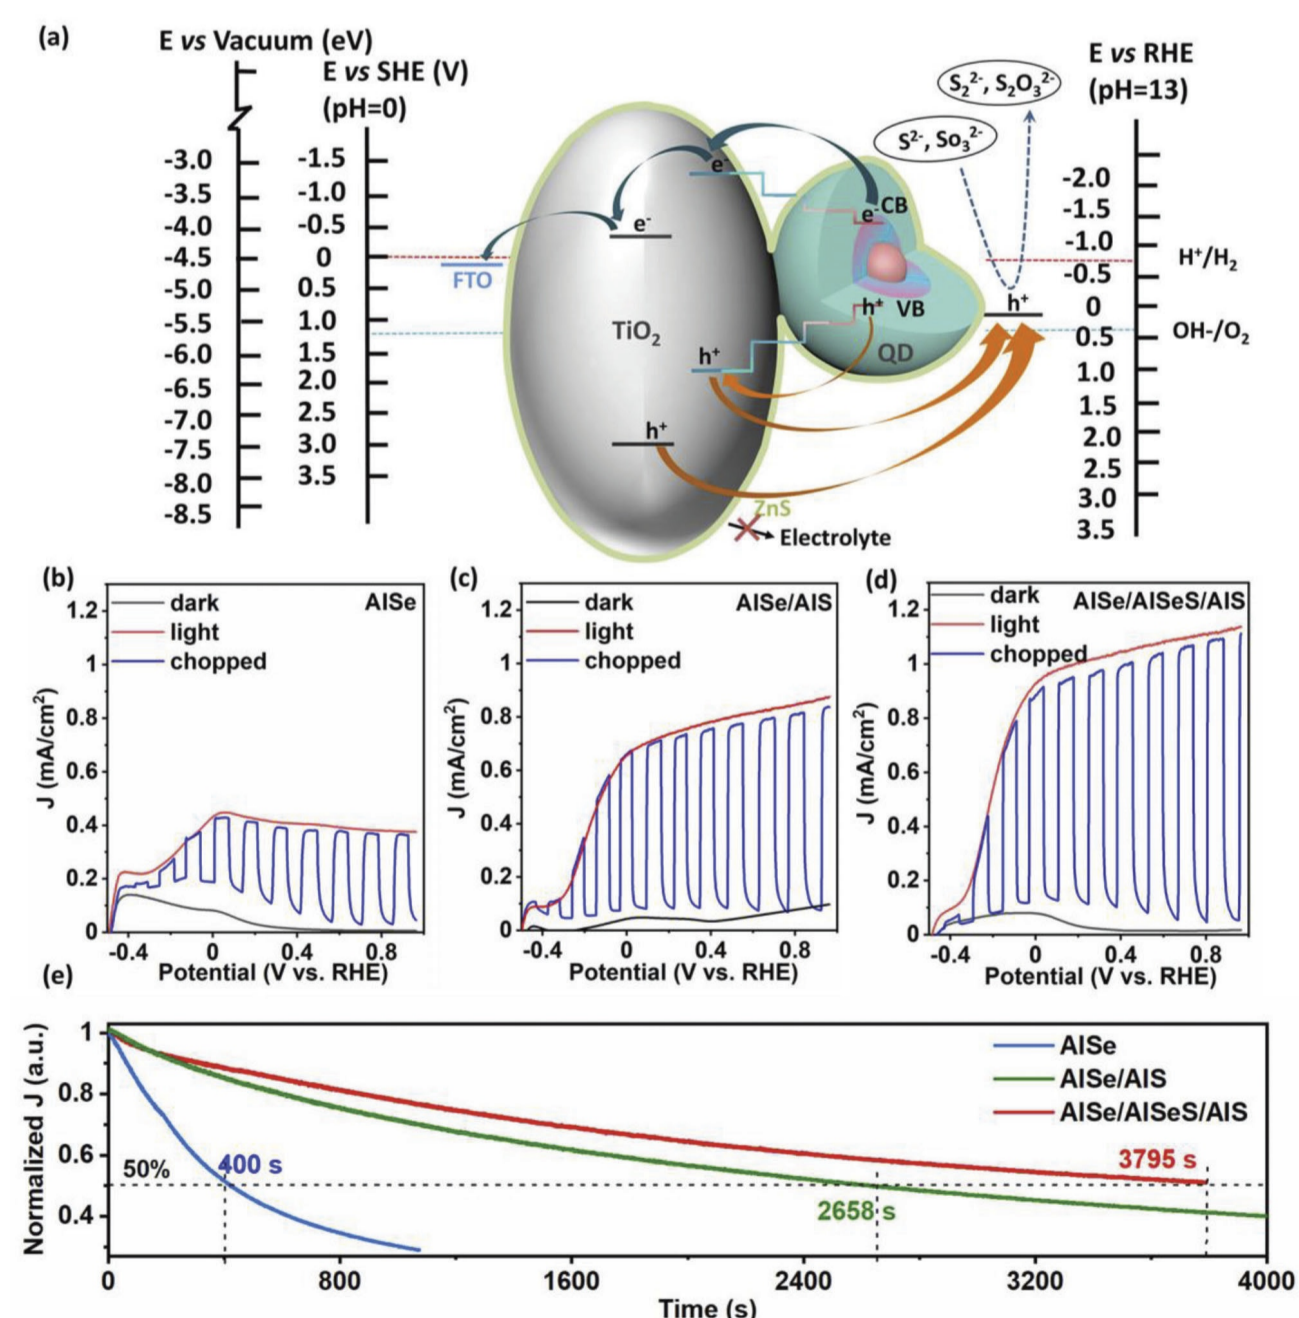 (a)
E vs Vacuum (eV)
E vs SHE (V)
(pH=0)
E vs RHE
(pH=13)
-3.0
-3.5
-4.0
-4.5
-5.0
-5.5
-6.0
-6.5
-7.0
-7.5
-8.0
-8.5
-1.5
-1.0
-0.5
0
0.5
1.0
1.5
2.0
2.5
3.0
3.5
FTO
e-
e-
e-CB
TiO2
h+
h+
h+
VB
QD
ZnS
Electrolyte
S2 2-, S2O3 2-
S2-, So3 2-
h+
-2.0
-1.5
-1.0
-0.5
0
0.5
1.0
1.5
2.0
2.5
3.0
3.5
H+/H2
OH-/O2
(b)
dark
light
chopped
AISe
J (mA/cm2)
1.2
1
0.8
0.6
0.4
0.2
0
-0.4
0
0.4
0.8
Potential (V vs. RHE)
(c)
dark
light
chopped
AISe/AIS
J (mA/cm2)
1.2
1
0.8
0.6
0.4
0.2
0
-0.4
0
0.4
0.8
Potential (V vs. RHE)
(d)
dark
light
chopped
AISe/AISeS/AIS
J (mA/cm2)
1.2
1
0.8
0.6
0.4
0.2
0
-0.4
0
0.4
0.8
Potential (V vs. RHE)
(e)
Normalized J (a.u.)
1
0.8
0.6
0.4
50%
400 s
2658 s
3795 s
AISe
AISe/AIS
AISe/AISeS/AIS
0
800
1600
2400
3200
4000
Time (s)